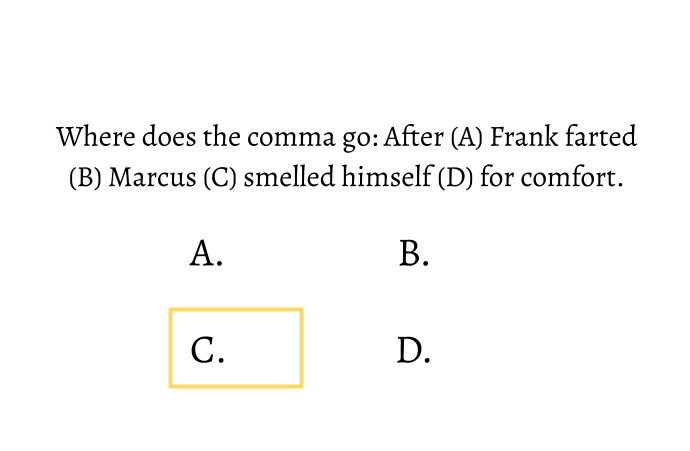 Where does the comma go: After (A) Frank farted
(B) Marcus (C) smelled himself (D) for comfort.
A. B.
C. D.